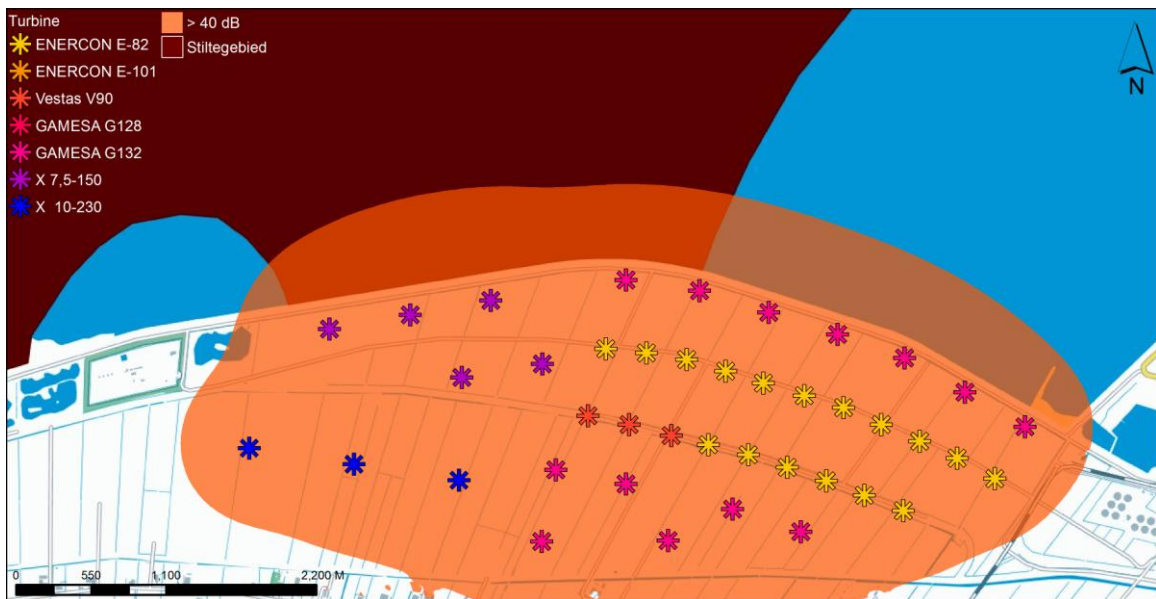 Turbine
> 40 dB
ENERCON E-82
Stiltegebied
ENERCON E-101
Vestas V90
GAMESA G128
GAMESA G132
X 7,5-150
X 10-230
N
0 550 1,100 2,200 M